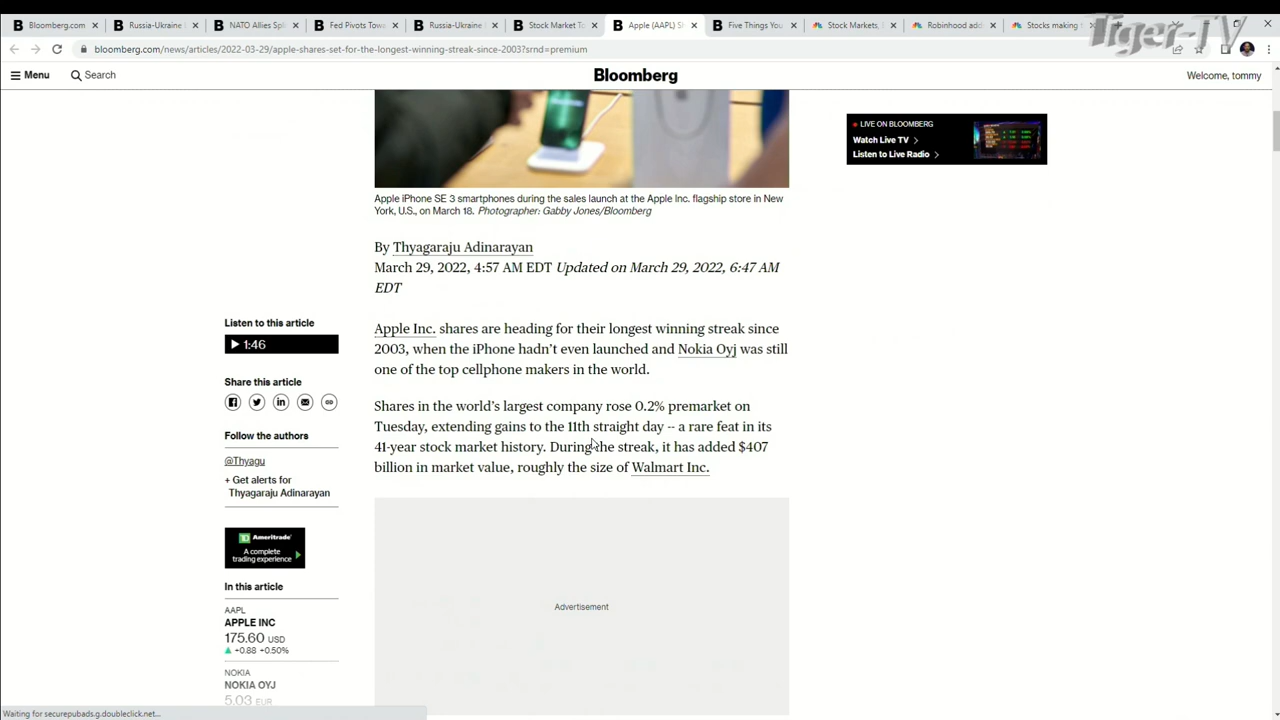 Bloomberg.com
Russia-Ukraine
NATO Allies Spl
Fed Pivots Towa
Russia-Ukraine
Stock Market To
Apple (AAPL) S
Five Things You
Stock Markets,
Robinhood add
Stocks making
Tiger-TV
bloomberg.com/news/articles/2022-03-29/apple-shares-set-for-the-longest-winning-streak-since-2003?srnd=premium
Menu
Search
Bloomberg
Welcome, tommy
LIVE ON BLOOMBERG
Watch Live TV
Listen to Live Radio
Apple iPhone SE 3 smartphones during the sales launch at the Apple Inc. flagship store in New
York, U.S., on March 18. Photographer: Gabby Jones/Bloomberg
By Thyagaraju Adinarayan
March 29, 2022, 4:57 AM EDT Updated on March 29, 2022, 6:47 AM
EDT
Listen to this article
1:46
Share this article
Follow the authors
@Thyagu
+ Get alerts for
Thyagaraju Adinarayan
Apple Inc. shares are heading for their longest winning streak since
2003, when the iPhone hadn't even launched and Nokia Oyj was still
one of the top cellphone makers in the world.
Shares in the world's largest company rose 0.2% premarket on
Tuesday, extending gains to the 11th straight day -- a rare feat in its
41-year stock market history. During the streak, it has added $407
billion in market value, roughly the size of Walmart Inc.
Ameritrade
A complete
trading experience
In this article
AAPL
APPLE INC
175.60 USD
+0.88 +0.50%
NOKIA
NOKIA OYJ
5.03 EUR
Advertisement
Waiting for securepubads.g.doubleclick.net...